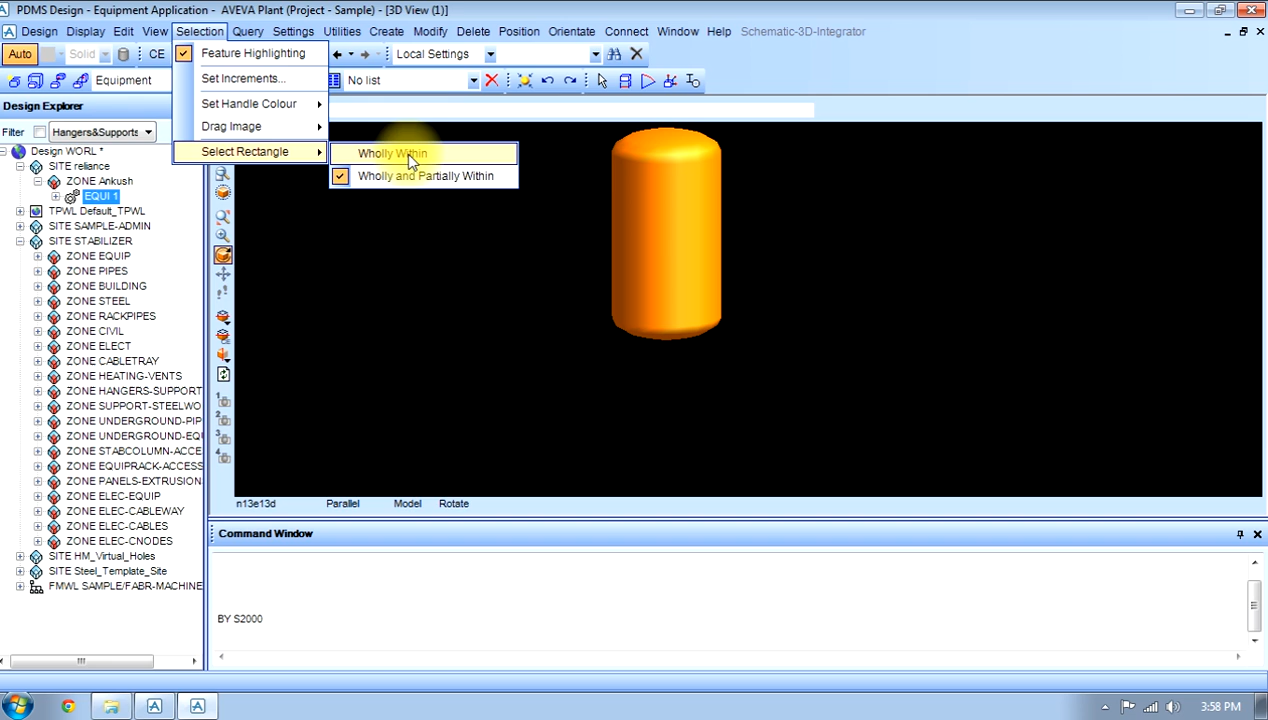 PDMS Design - Equipment Application - AVEVA Plant (Project - Sample) - [3D View (1)]
Design Display Edit View Selection Query Settings Utilities Create Modify Delete Position Orientate Connect Window Help Schematic-3D-Integrator
Auto Solid CE Local Settings
Equipment No list
Feature Highlighting
Set Increments...
Set Handle Colour
Drag Image
Select Rectangle
Wholly Within
Wholly and Partially Within
Design Explorer
Filter Hangers&Supports
Design WORL *
SITE reliance
ZONE Ankush
EQUI 1
TPWL Default_TPWL
SITE SAMPLE-ADMIN
SITE STABILIZER
ZONE EQUIP
ZONE PIPES
ZONE BUILDING
ZONE STEEL
ZONE RACKPIPES
ZONE CIVIL
ZONE ELECT
ZONE CABLETRAY
ZONE HEATING-VENTS
ZONE HANGERS-SUPPORT
ZONE SUPPORT-STEELWO
ZONE UNDERGROUND-PIP
ZONE UNDERGROUND-EQU
ZONE STABCOLUMN-ACCE
ZONE EQUIPRACK-ACCESS
ZONE PANELS-EXTRUSION
ZONE ELEC-EQUIP
ZONE ELEC-CABLEWAY
ZONE ELEC-CABLES
ZONE ELEC-CNODES
SITE HM_Virtual_Holes
SITE Steel_Template_Site
FMWL SAMPLE/FABR-MACHINE
1
2
3
4
n13e13d Parallel Model Rotate
Command Window
BY S2000
3:58 PM